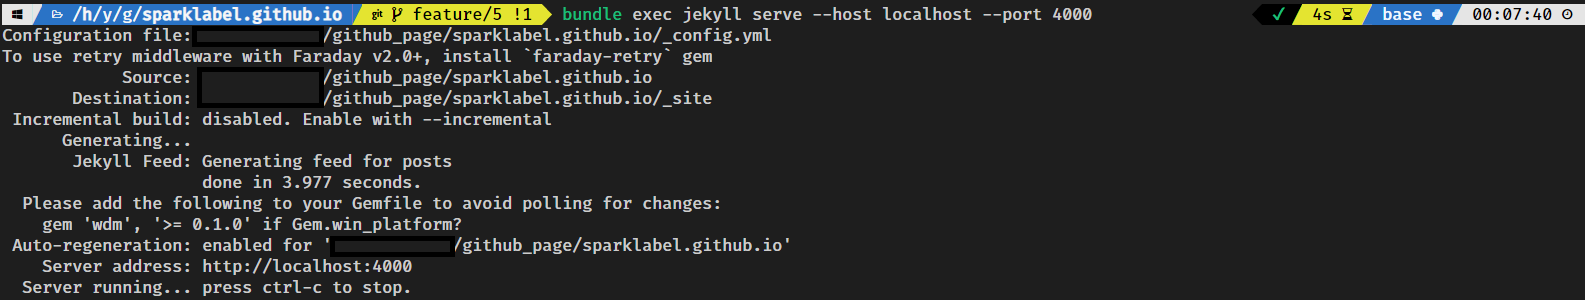 /h/y/g/sparklabel.github.io git feature/5 !1 bundle exec jekyll serve --host localhost --port 4000 ✓ 4s base 00:07:40
Configuration file: /github_page/sparklabel.github.io/_config.yml
To use retry middleware with Faraday v2.0+, install `faraday-retry` gem
Source: /github_page/sparklabel.github.io
Destination: /github_page/sparklabel.github.io/_site
Incremental build: disabled. Enable with --incremental
Generating...
Jekyll Feed: Generating feed for posts
done in 3.977 seconds.
Please add the following to your Gemfile to avoid polling for changes:
gem 'wdm', '>= 0.1.0' if Gem.win_platform?
Auto-regeneration: enabled for '/github_page/sparklabel.github.io'
Server address: http://localhost:4000
Server running... press ctrl-c to stop.